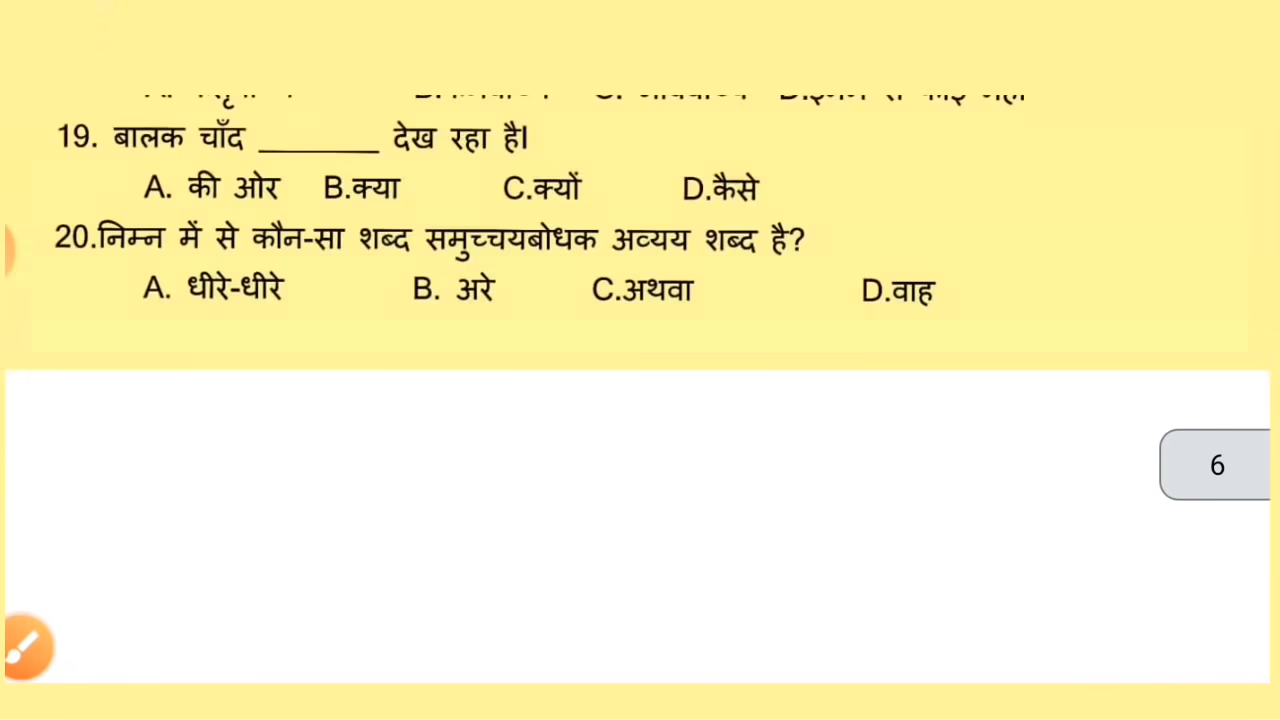 19. बालक चाँद ________ देख रहा है।
A. की ओर B.क्या C.क्यों D.कैसे
20.निम्न में से कौन-सा शब्द समुच्चयबोधक अव्यय शब्द है?
A. धीरे-धीरे B. अरे C.अथवा D.वाह
6